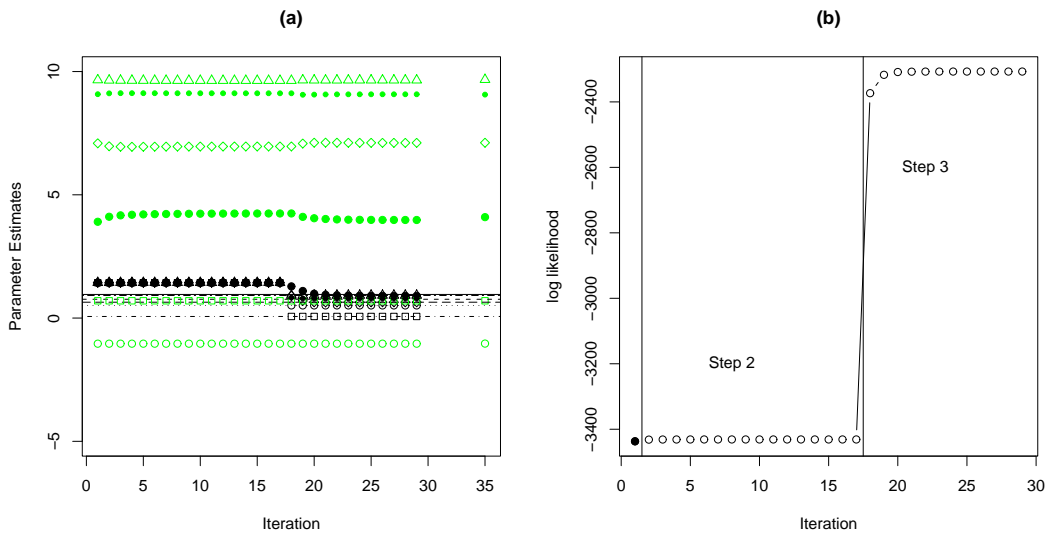 (a)
Parameter Estimates
10
5
0
−5
0 5 10 15 20 25 30 35
Iteration
(b)
log likelihood
−2400
−2600
−2800
−3000
−3200
−3400
Step 3
Step 2
0 5 10 15 20 25 30
Iteration